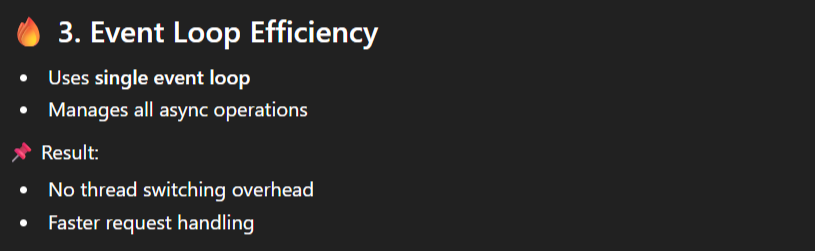 🔥 3. Event Loop Efficiency
• Uses single event loop
• Manages all async operations
📌 Result:
• No thread switching overhead
• Faster request handling